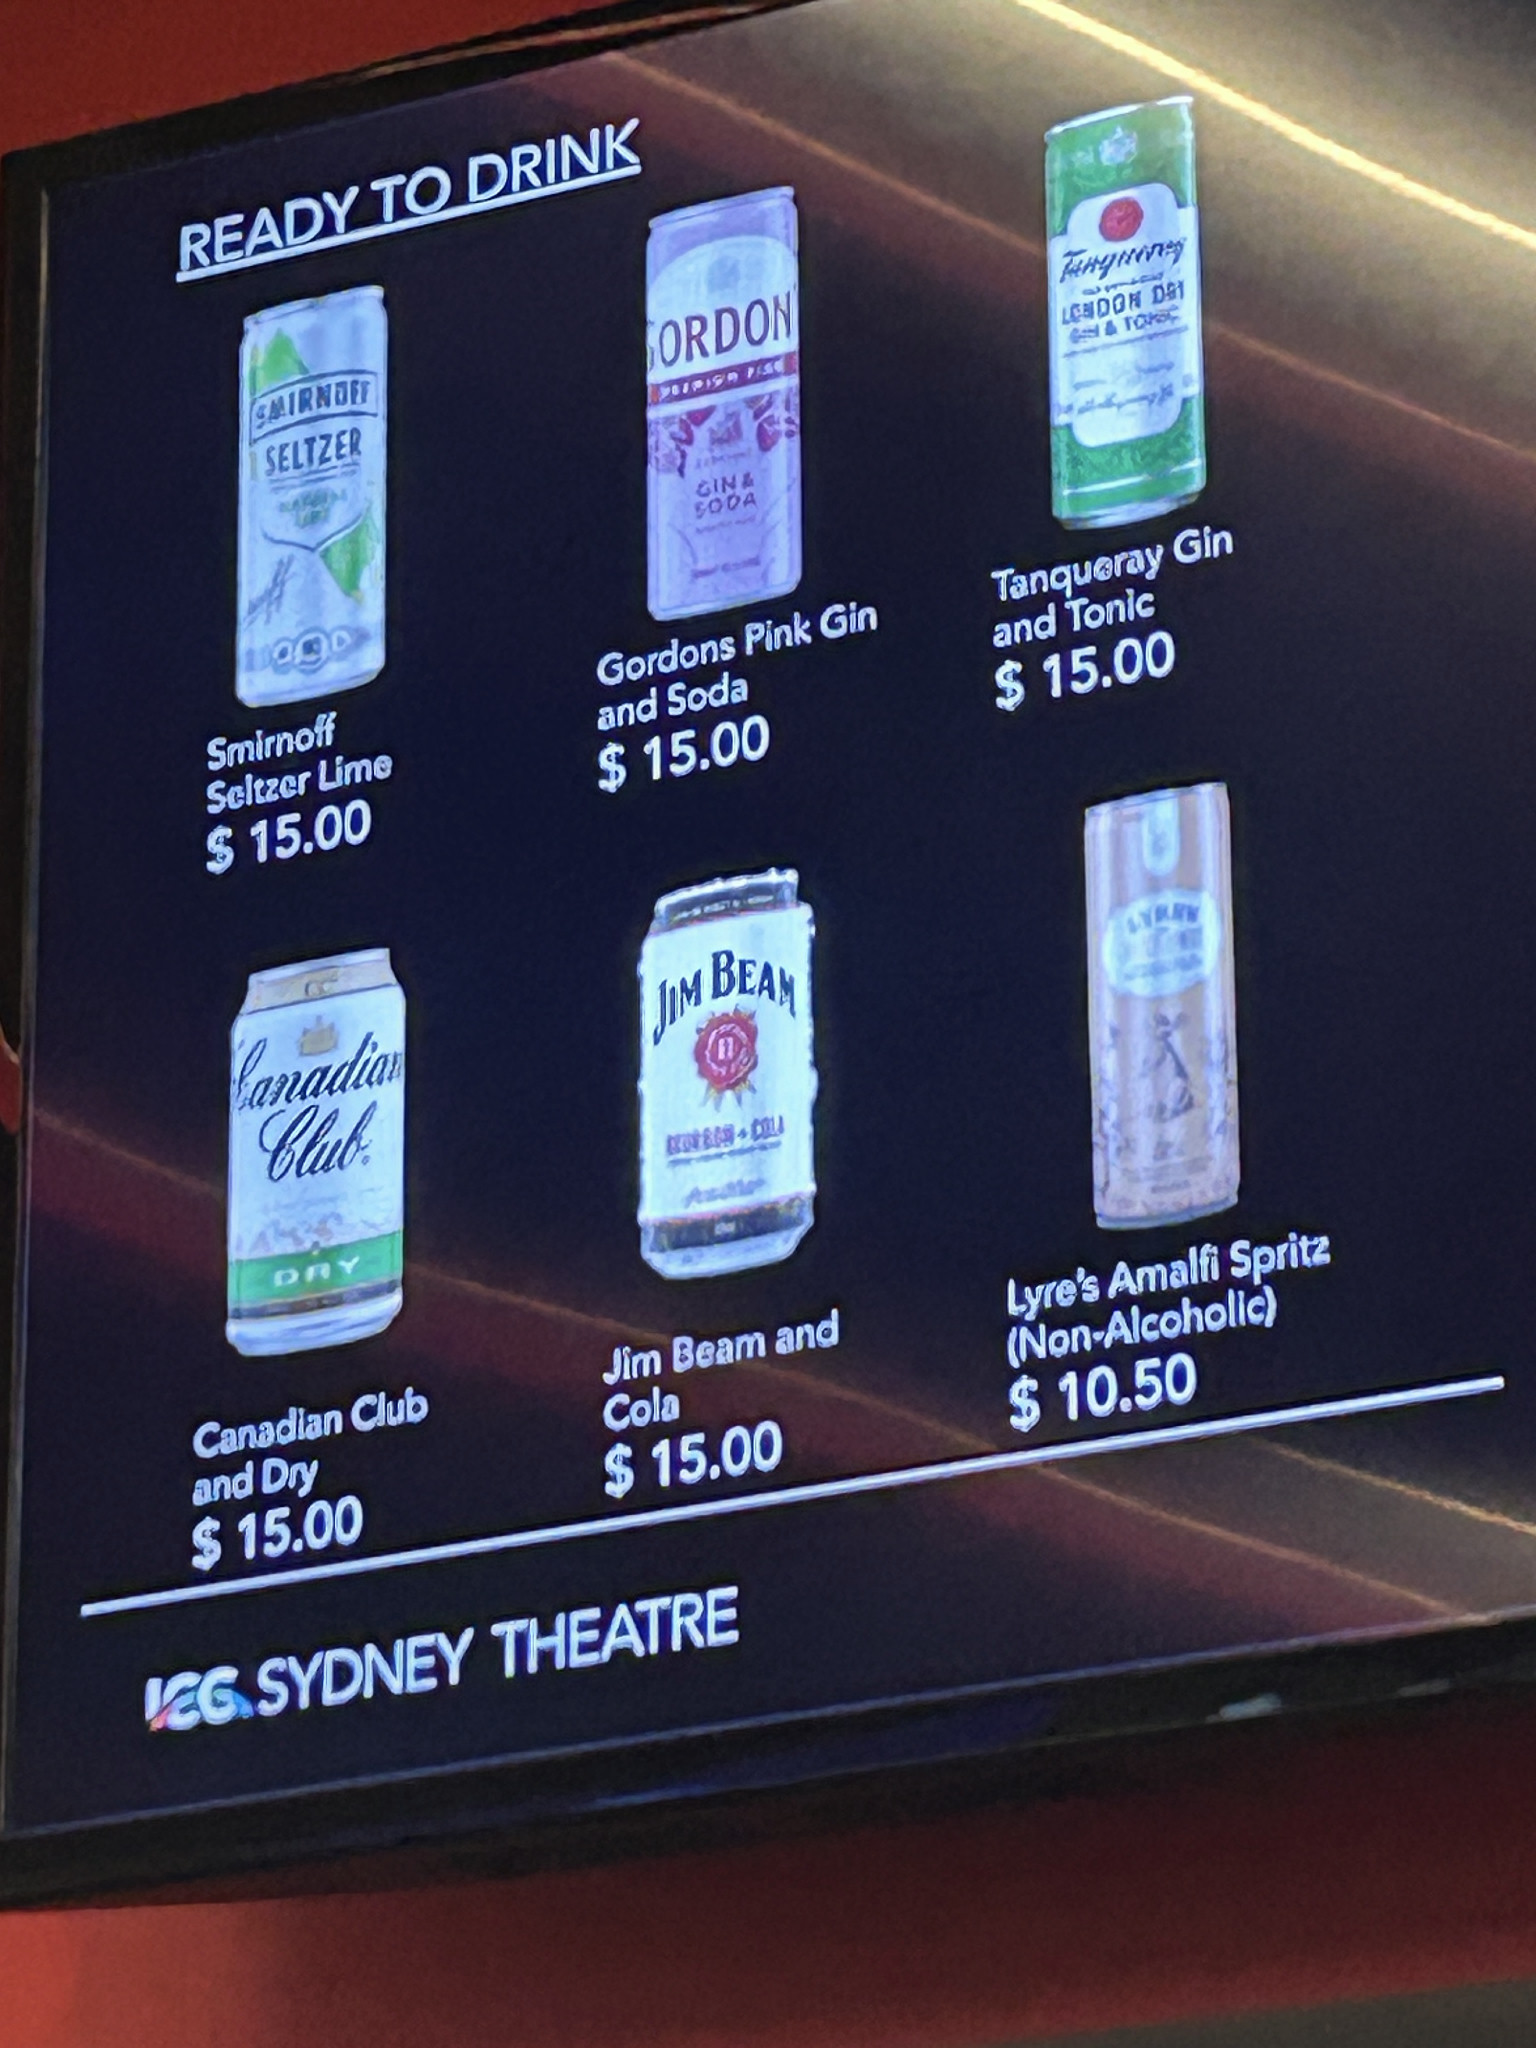 READY TO DRINK
SMIRNOFF
SELTZER
Smirnoff
Seltzer Lime
$ 15.00
GORDON'
GIN &
SODA
Gordons Pink Gin
and Soda
$ 15.00
Tanqueray
LONDON DRY
GIN & TONIC
Tanqueray Gin
and Tonic
$ 15.00
Canadian
Club
DRY
Canadian Club
and Dry
$ 15.00
JIM BEAM
BOURBON & COLA
Jim Beam and
Cola
$ 15.00
Lyre's Amalfi Spritz
(Non-Alcoholic)
$ 10.50
ICC SYDNEY THEATRE